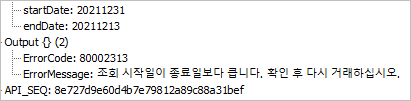 startDate: 20211231
endDate: 20211213
Output {} (2)
ErrorCode: 80002313
ErrorMessage: 조회 시작일이 종료일보다 큽니다. 확인 후 다시 거래하십시오.
API_SEQ: 8e727d9e60d4b7e79812a89c88a31bef